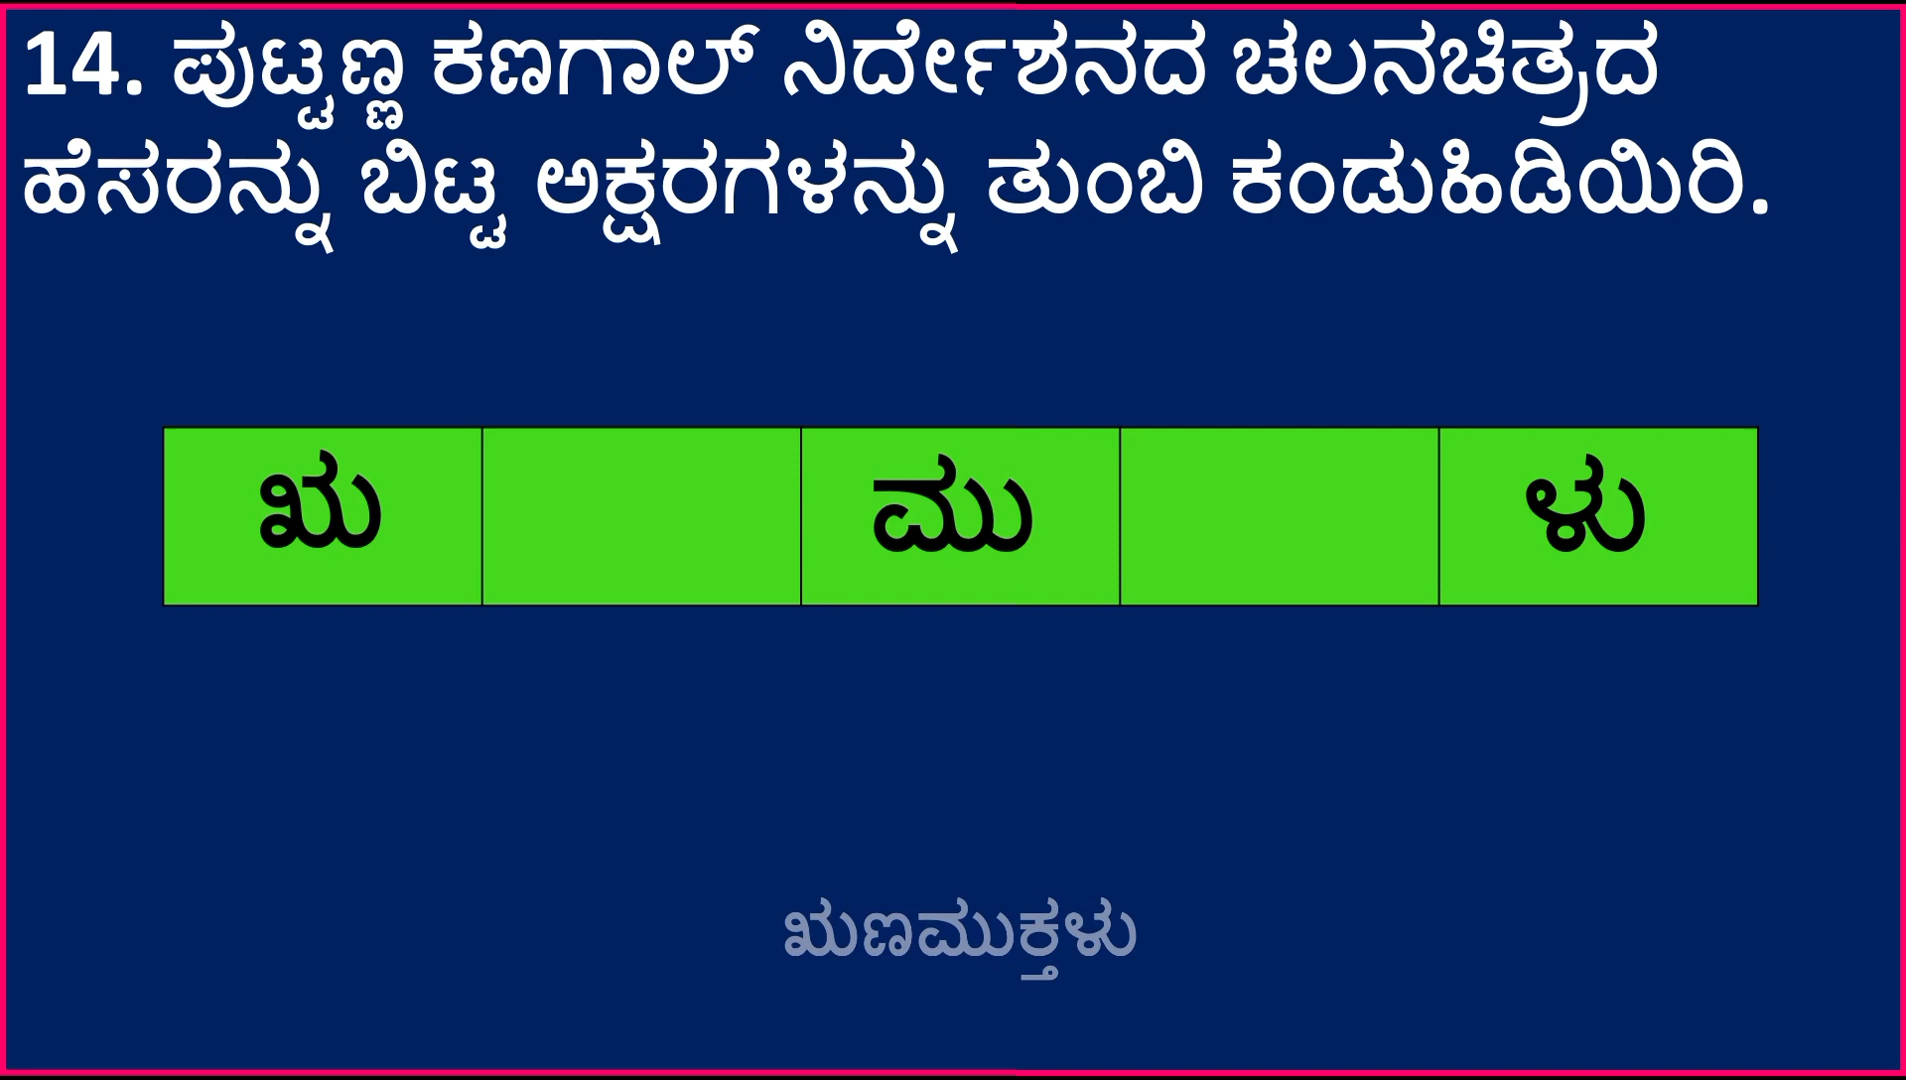 14. ಪುಟ್ಟಣ್ಣ ಕಣಗಾಲ್ ನಿರ್ದೇಶನದ ಚಲನಚಿತ್ರದ
ಹೆಸರನ್ನು ಬಿಟ್ಟ ಅಕ್ಷರಗಳನ್ನು ತುಂಬಿ ಕಂಡುಹಿಡಿಯಿರಿ.
ಋ ಮು ಳು
ಋಣಮುಕ್ತಳು